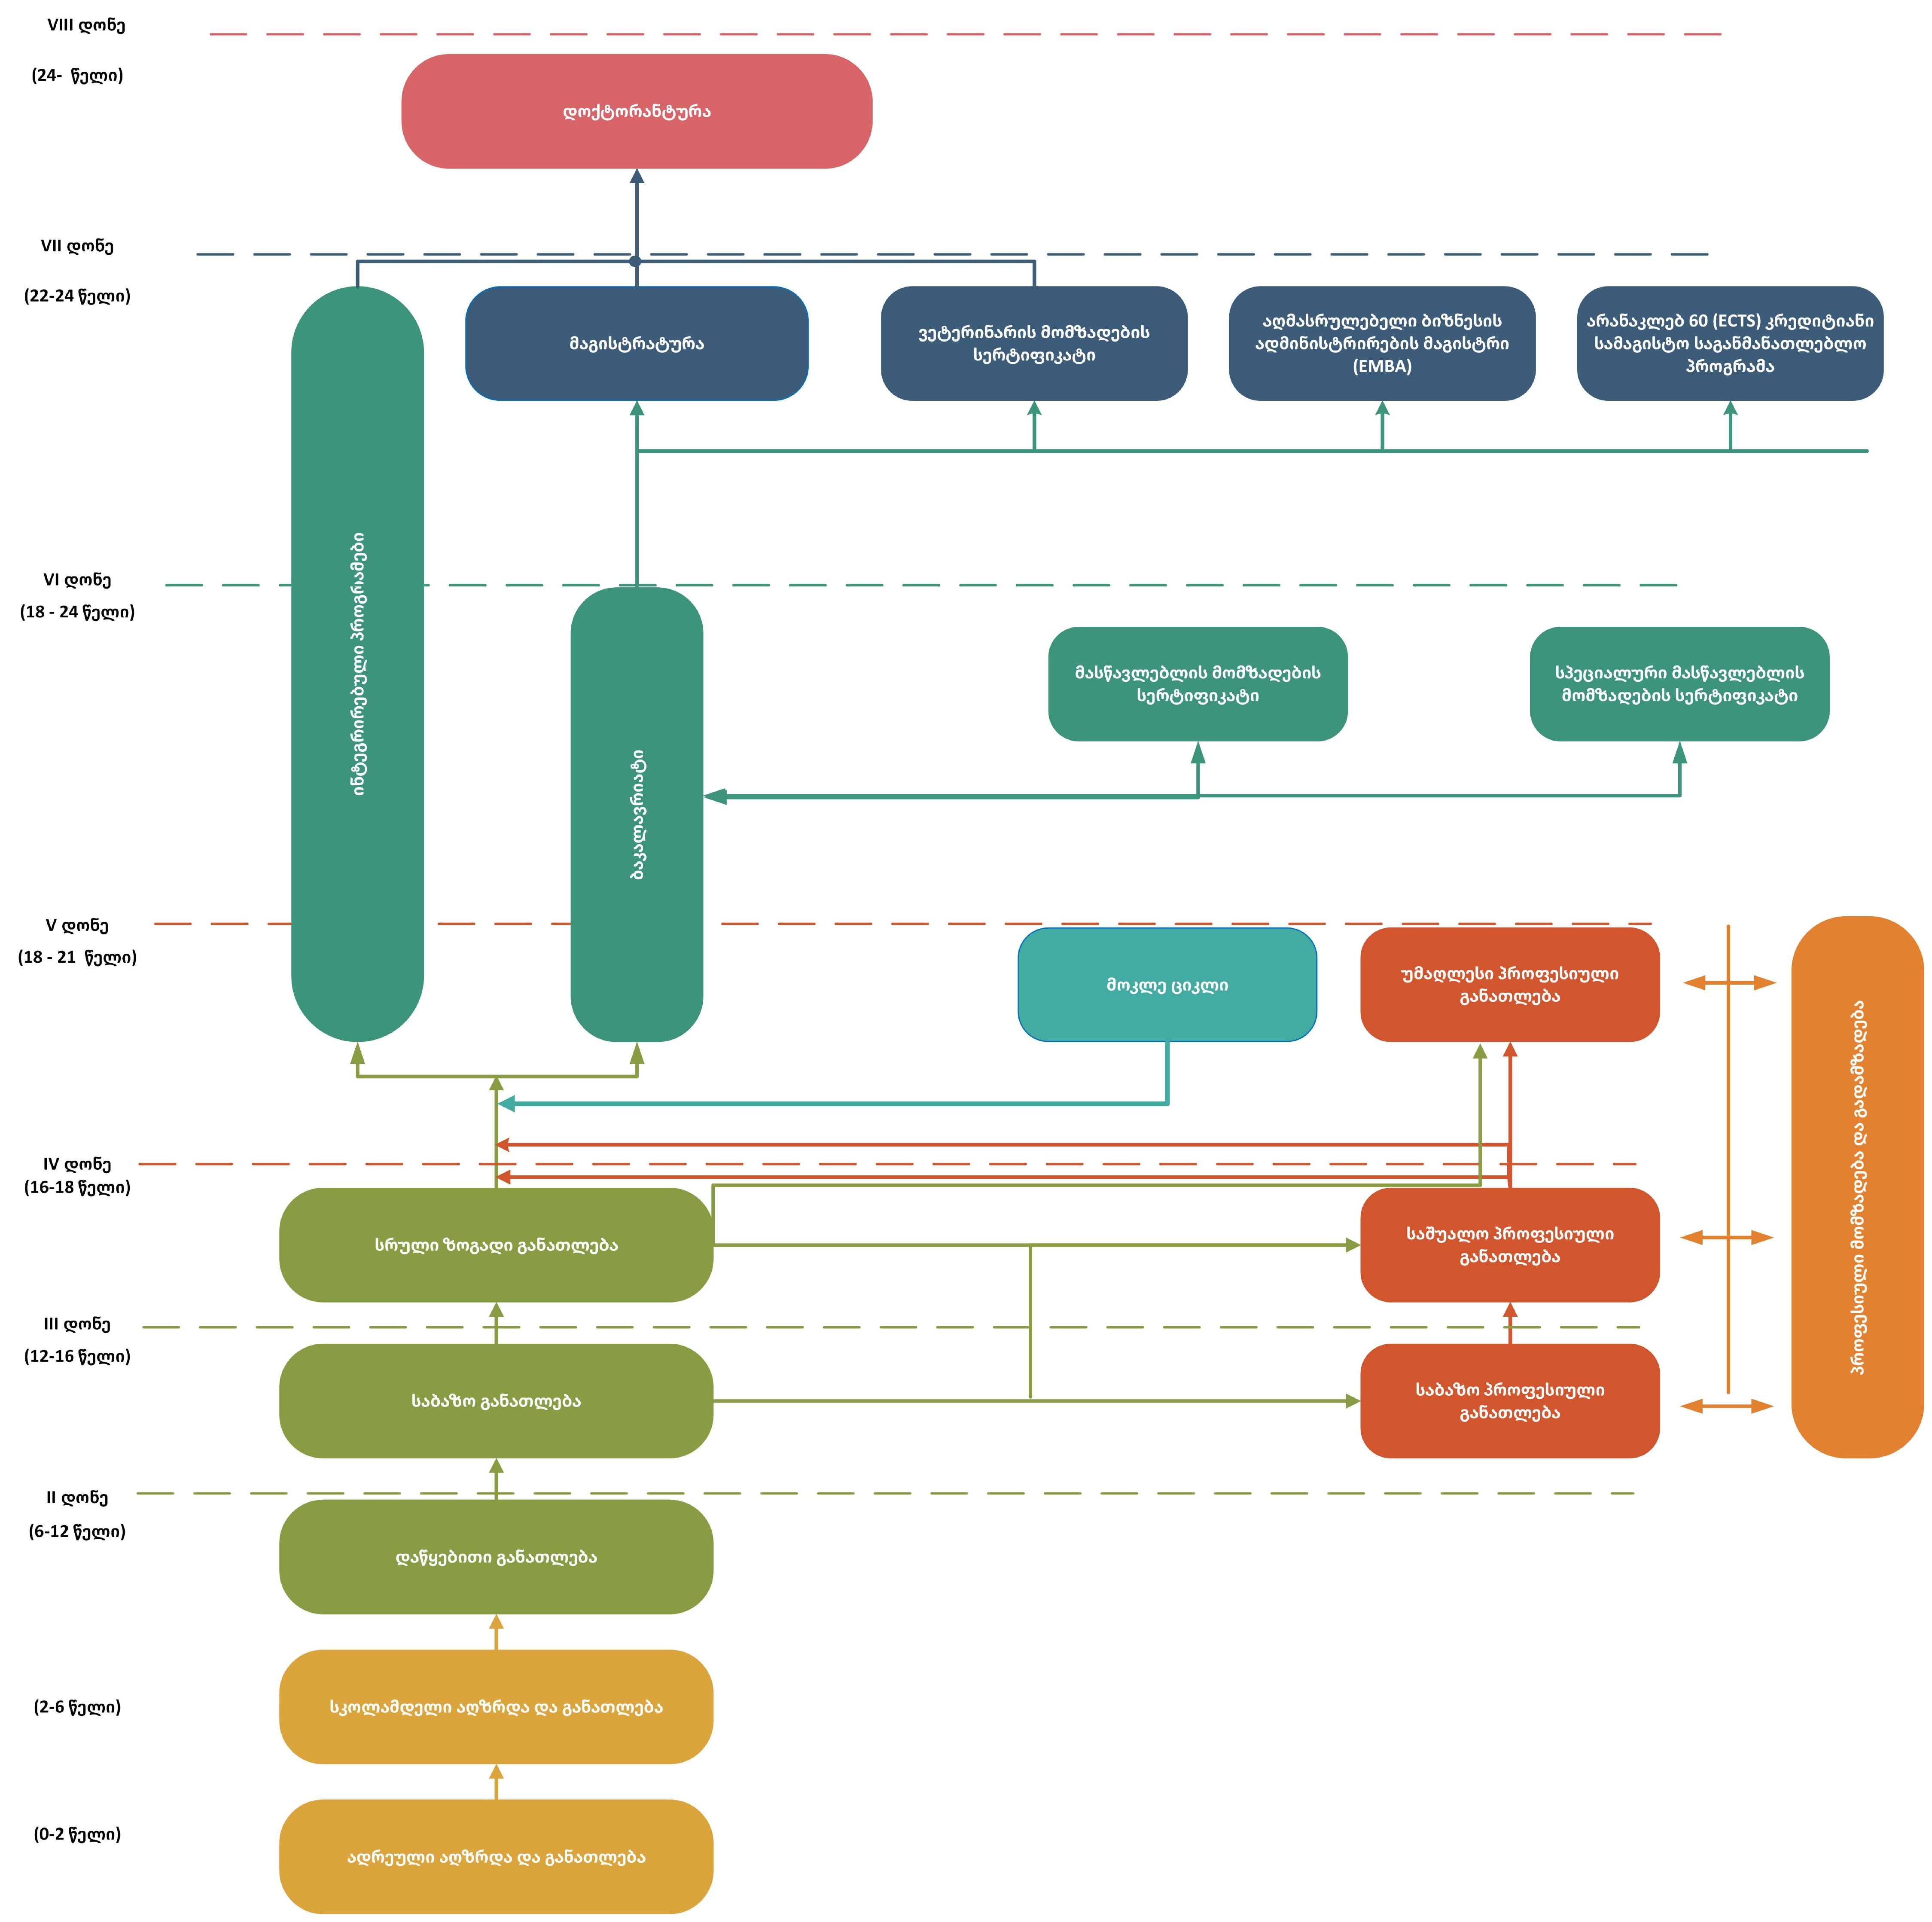 VIII დონე
(24-  წელი)
დოქტორანტურა
VII დონე
(22-24 წელი)
მაგისტრატურა
ვეტერინარის მომზადების
სერტიფიკატი
აღმასრულებელი ბიზნესის
ადმინისტრირების მაგისტრი
(EMBA)
არანაკლებ 60 (ECTS) კრედიტიანი
სამაგისტო საგანმანათლებლო
პროგრამა
ინტეგრირებული პროგრამები
VI დონე
(18 - 24 წელი)
ბაკალავრიატი
მასწავლებლის მომზადების
სერტიფიკატი
სპეციალური მასწავლებლის
მომზადების სერტიფიკატი
V დონე
(18 - 21  წელი)
მოკლე ციკლი
უმაღლესი პროფესიული
განათლება
პროფესიული მომზადება და გადამზადება
IV დონე
(16-18 წელი)
სრული ზოგადი განათლება
საშუალო პროფესიული
განათლება
III დონე
(12-16 წელი)
საბაზო განათლება
საბაზო პროფესიული
განათლება
II დონე
(6-12 წელი)
დაწყებითი განათლება
(2-6 წელი)
სკოლამდელი აღზრდა და განათლება
(0-2 წელი)
ადრეული აღზრდა და განათლება